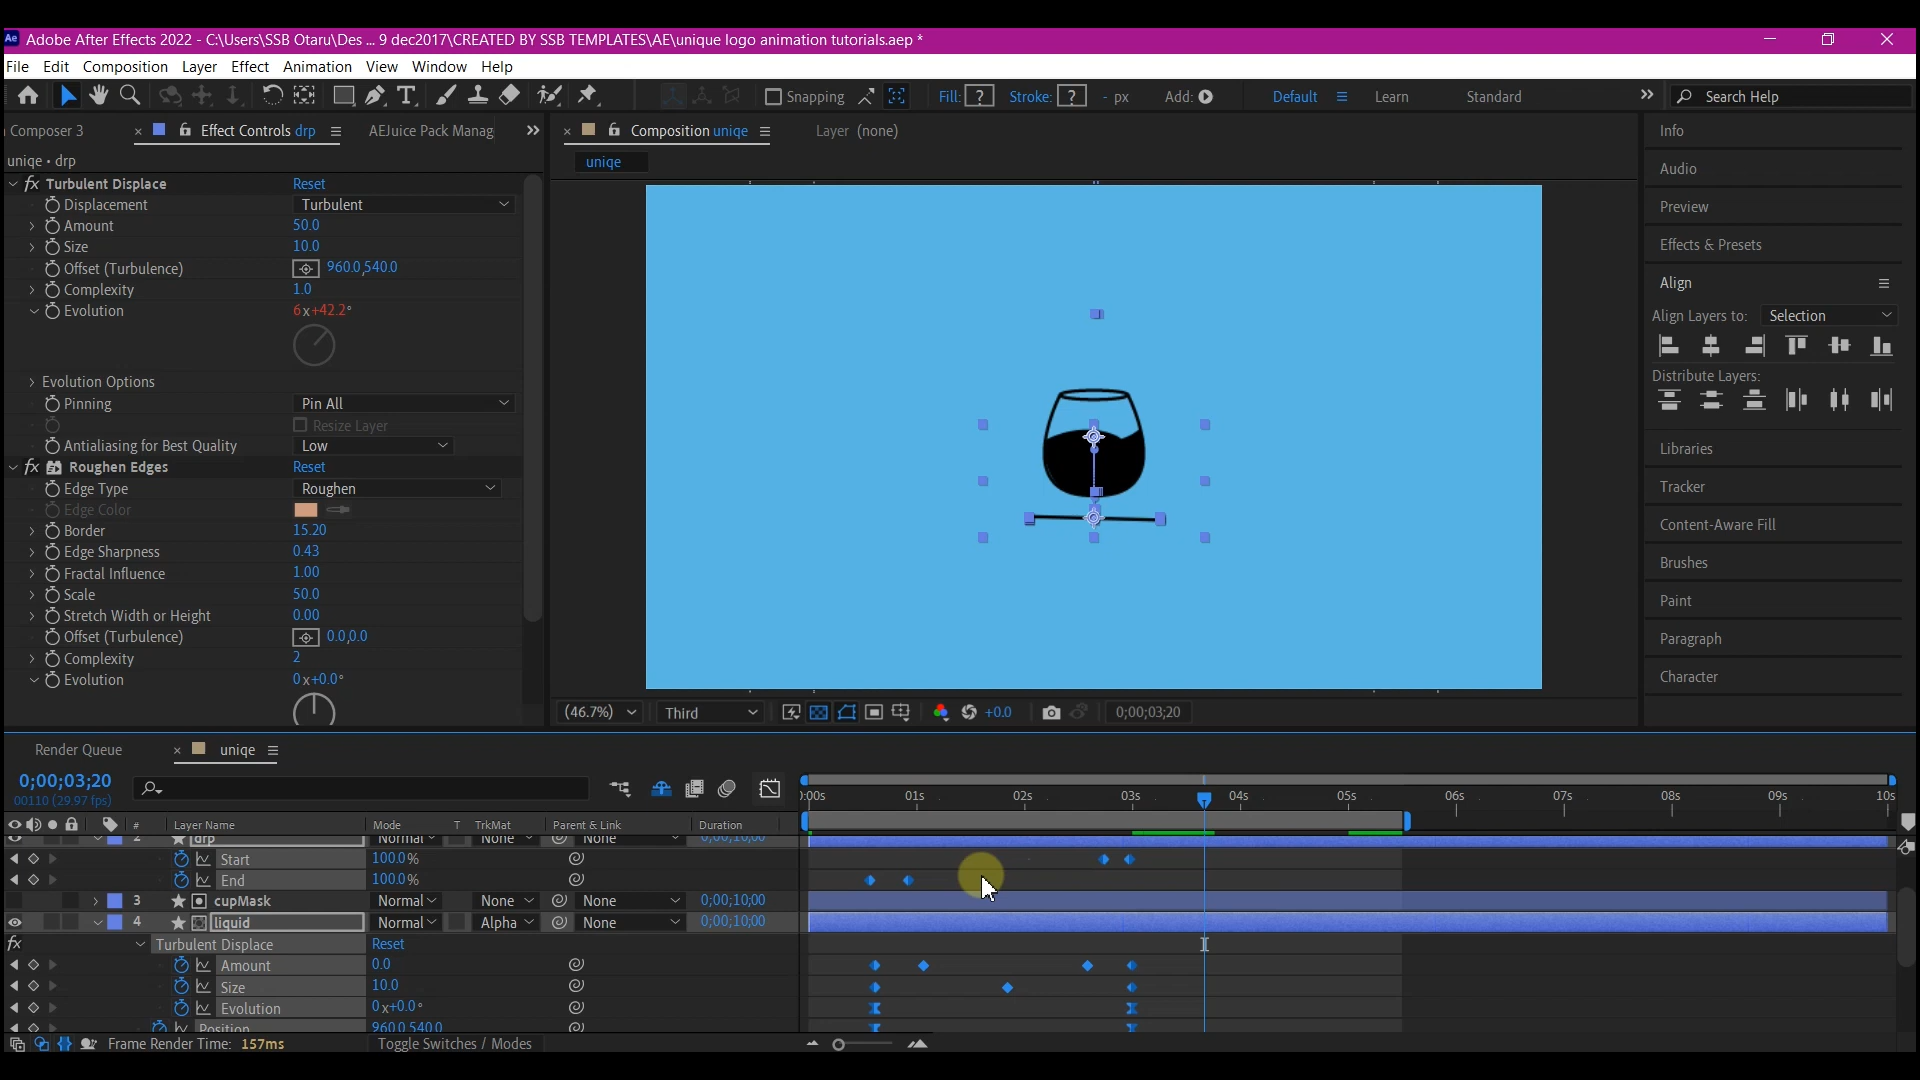 Ae Adobe After Effects 2022 - C:\Users\SSB Otaru\Des ... 9 dec2017\CREATED BY SSB TEMPLATES\AE\unique logo animation tutorials.aep *
File Edit Composition Layer Effect Animation View Window Help
Snapping Fill: ? Stroke: ? - px Add: Default Learn Standard Search Help
Composer 3 × Effect Controls drp AEJuice Pack Manag × Composition uniqe Layer (none) Info
uniqe • drp uniqe
fx Turbulent Displace Reset Audio
Displacement Turbulent Preview
Amount 50.0
Size 10.0 Effects & Presets
Offset (Turbulence) 960.0,540.0
Complexity 1.0 Align
Evolution 6x+42.2° Align Layers to: Selection
Distribute Layers:
Evolution Options
Pinning Pin All
Resize Layer
Antialiasing for Best Quality Low Libraries
fx Roughen Edges Reset
Edge Type Roughen Tracker
Edge Color
Border 15.20 Content-Aware Fill
Edge Sharpness 0.43 Brushes
Fractal Influence 1.00
Scale 50.0 Paint
Stretch Width or Height 0.00
Offset (Turbulence) 0.0,0.0 Paragraph
Complexity 2
Evolution 0x+0.0° Character
(46.7%) Third +0.0 0;00;03;20
Render Queue × uniqe
0;00;03;20
00110 (29.97 fps) :00s 01s 02s 03s 04s 05s 06s 07s 08s 09s 10s
# Layer Name Mode T TrkMat Parent & Link Duration
2 drp Normal None None 0;00;10;00
Start 100.0%
End 100.0%
3 cupMask Normal None None 0;00;10;00
4 liquid Normal Alpha None 0;00;10;00
fx Turbulent Displace Reset
Amount 0.0
Size 10.0
Evolution 0x+0.0°
Position 960.0,540.0
Frame Render Time: 157ms Toggle Switches / Modes